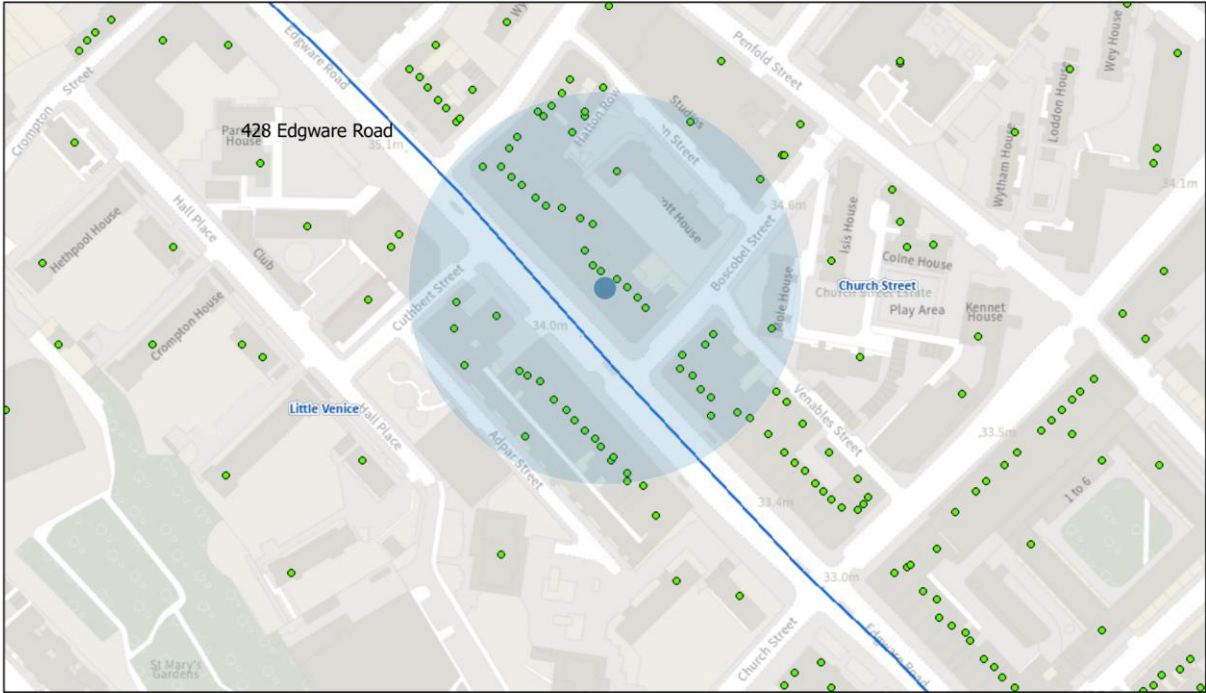 Wey House
Edgware Road
Penfold Street
Street
Crompton
428 Edgware Road
35.1m
Hatton Row
Studios
Loddon House
Wytham House
34.1m
Hall Place
Hethpool House
Club
34.6m
Isis House
Boscobel Street
Colne House
Church Street
Church Street Estate
Play Area
Kennet
House
Mole House
Cuthbert Street
Crompton House
34.0m
Little Venice
Hall Place
Adpar Street
Venables Street
33.5m
33.4m
1 to 6
33.0m
Church Street
Edgware Road
St Mary's
Gardens